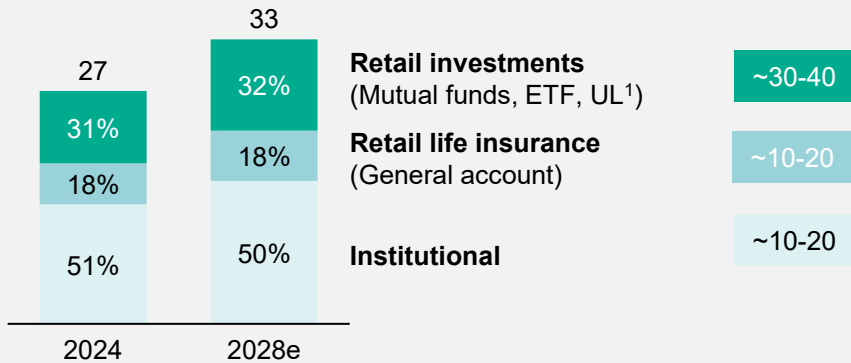 27
33
31%
32%
18%
18%
51%
50%
2024
2028e
Retail investments
(Mutual funds, ETF, UL¹)
~30-40
Retail life insurance
(General account)
~10-20
Institutional
~10-20